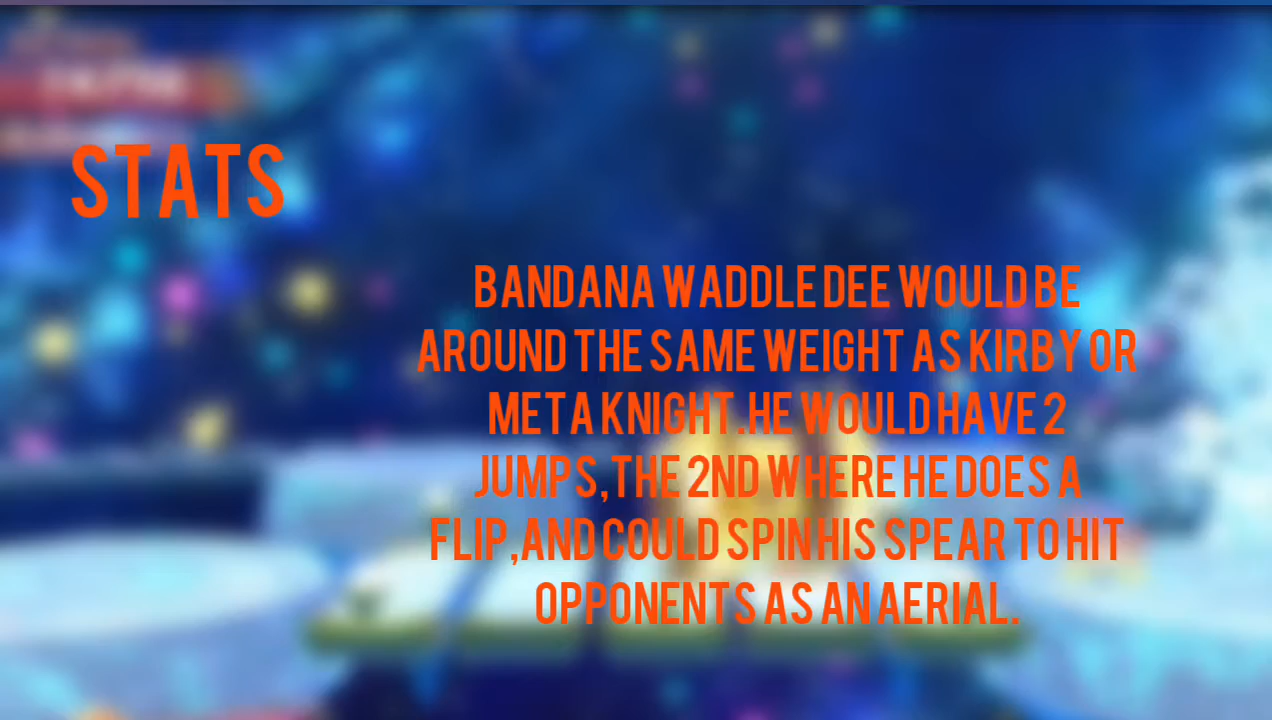 STATS
BANDANA WADDLE DEE WOULD BE
AROUND THE SAME WEIGHT AS KIRBY OR
META KNIGHT.HE WOULD HAVE 2
JUMPS,THE 2ND WHERE HE DOES A
FLIP,AND COULD SPIN HIS SPEAR TO HIT
OPPONENTS AS AN AERIAL.